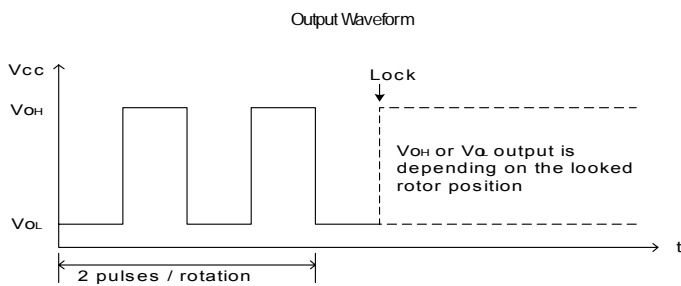 Output Waveform
Vcc
Lock
VOH
VOH or VOL output is
depending on the looked
rotor position
VOL
t
2 pulses / rotation